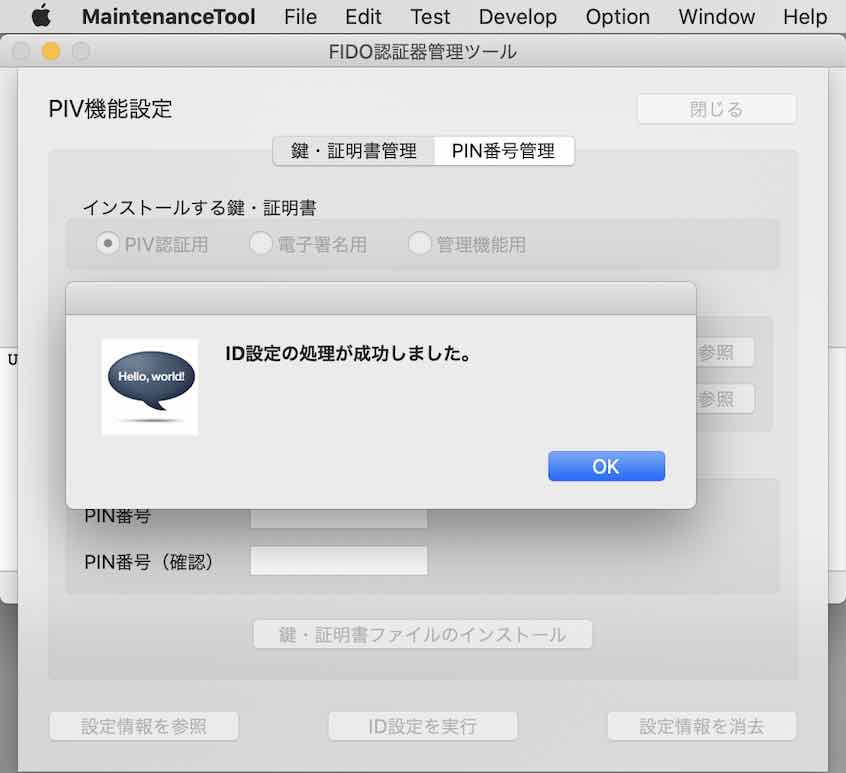 MaintenanceTool File Edit Test Develop Option Window Help
FIDO認証器管理ツール
PIV機能設定
閉じる
鍵・証明書管理 PIN番号管理
インストールする鍵・証明書
PIV認証用 電子署名用 管理機能用
U
参照
参照
ID設定の処理が成功しました。
Hello, world!
OK
PIN番号
PIN番号（確認）
鍵・証明書ファイルのインストール
設定情報を参照 ID設定を実行 設定情報を消去